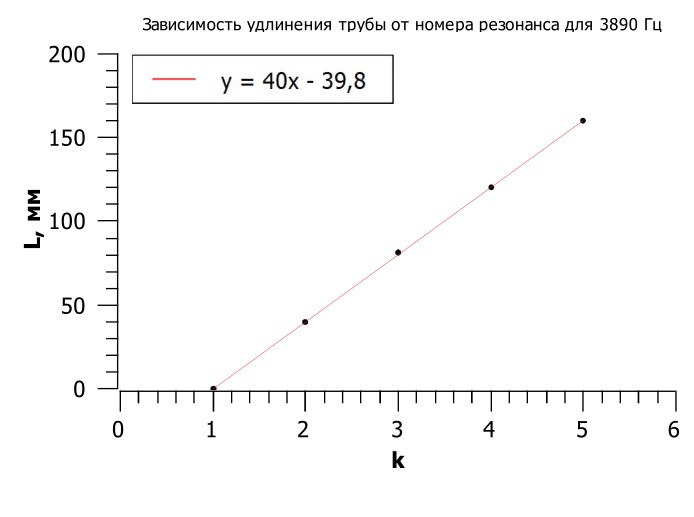 Зависимость удлинения трубы от номера резонанса для 3890 Гц
y = 40x - 39,8
200
150
100
50
0
L, мм
0 1 2 3 4 5 6
k